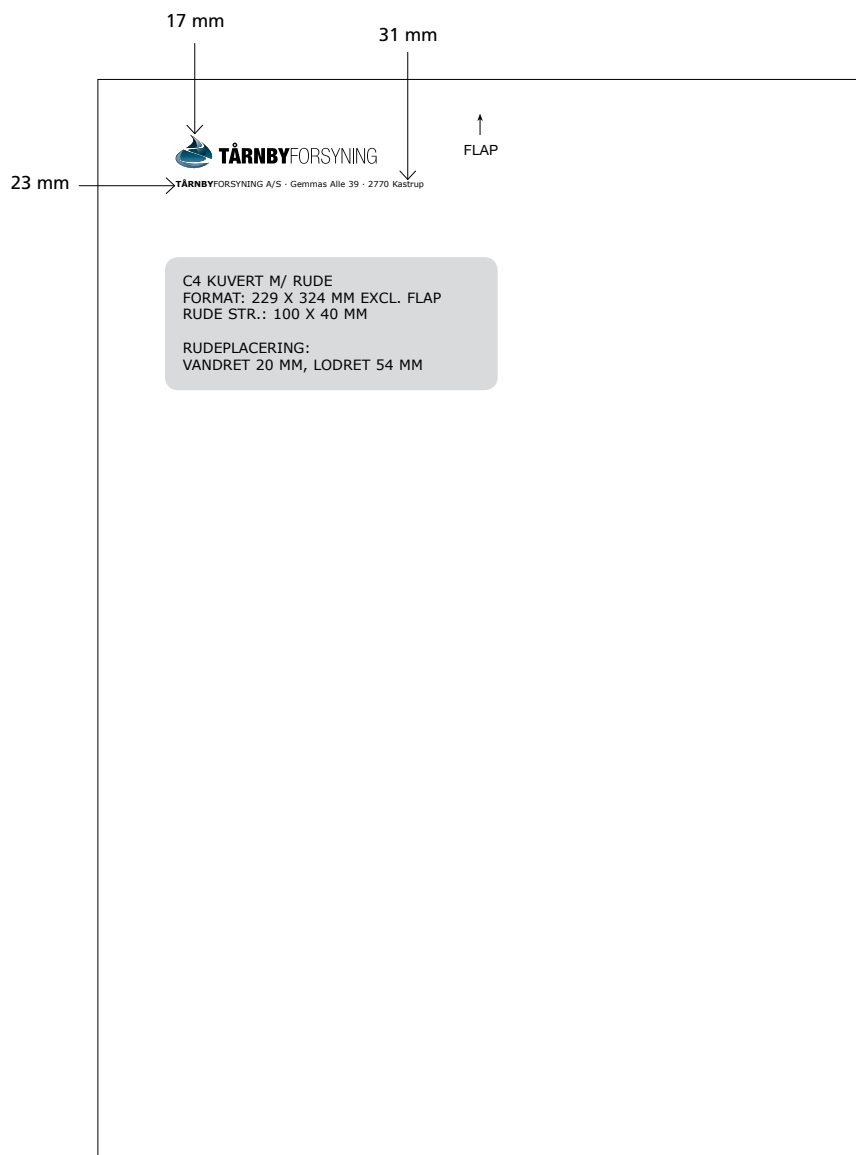 17 mm
31 mm
FLAP
TÅRNBYFORSYNING
23 mm
TÅRNBYFORSYNING A/S · Gemmas Alle 39 · 2770 Kastrup
C4 KUVERT M/ RUDE
FORMAT: 229 X 324 MM EXCL. FLAP
RUDE STR.: 100 X 40 MM
RUDEPLACERING:
VANDRET 20 MM, LODRET 54 MM